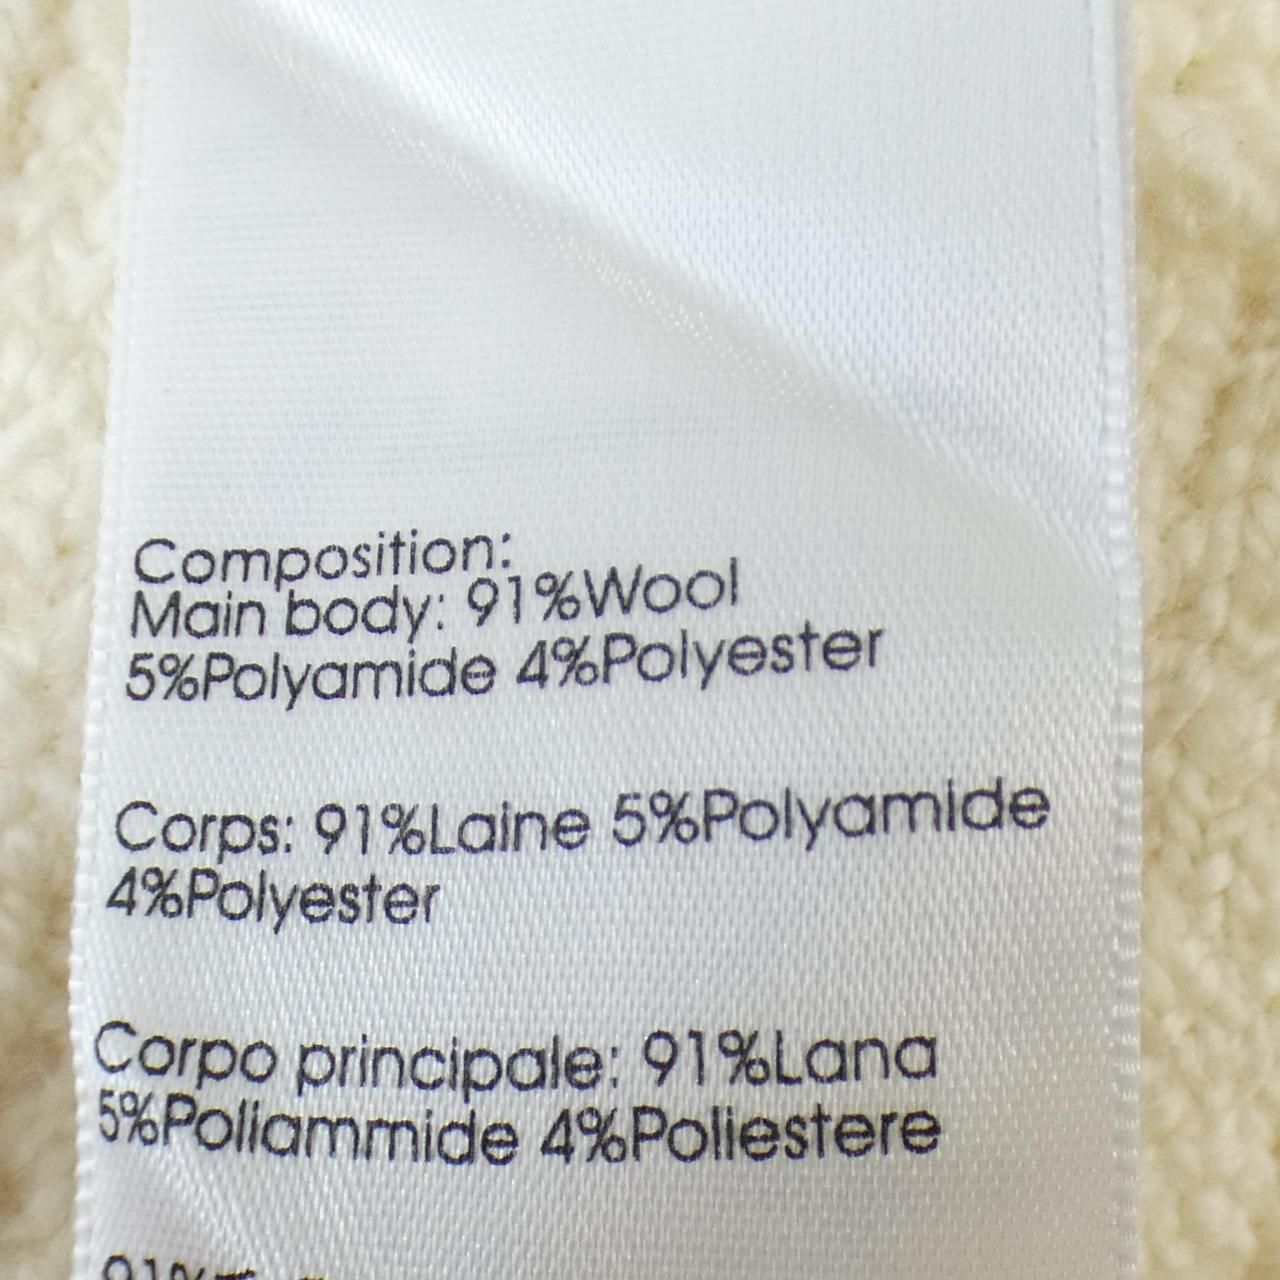 Composition:
Main body: 91%Wool
5%Polyamide 4%Polyester
Corps: 91%Laine 5%Polyamide
4%Polyester
Corpo principale: 91%Lana
5%Poliammide 4%Poliestere
91%